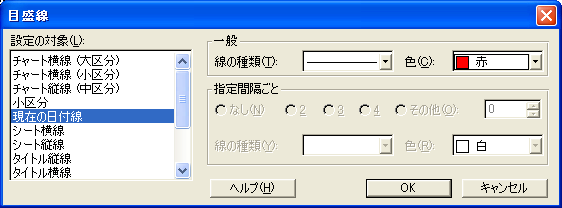 目盛線
設定の対象(L):
チャート横線 (大区分)
チャート横線 (小区分)
チャート縦線 (中区分)
小区分
現在の日付線
シート横線
シート縦線
タイトル縦線
タイトル横線
一般
線の種類(T):
色(C):
赤
指定間隔ごと
なし(N)
2
3
4
その他(O):
0
線の種類(Y):
色(R):
白
ヘルプ(H)
OK
キャンセル